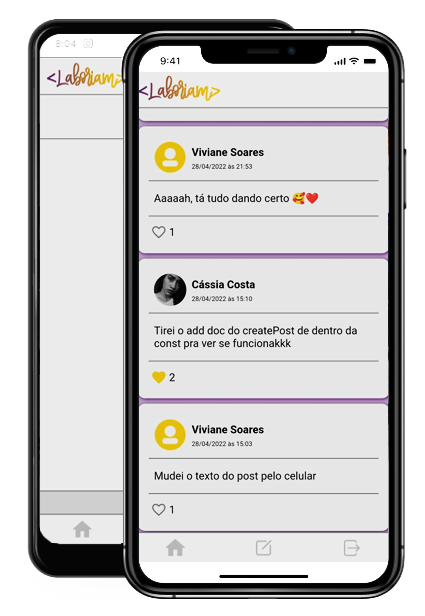 8:04
<Laboriam>
9:41
<Laboriam>
Viviane Soares
28/04/2022 às 21:53
Aaaaah, tá tudo dando certo 🥰❤️
1
Cássia Costa
28/04/2022 às 15:10
Tirei o add doc do createPost de dentro da
const pra ver se funcionakkk
2
Viviane Soares
28/04/2022 às 15:03
Mudei o texto do post pelo celular
1